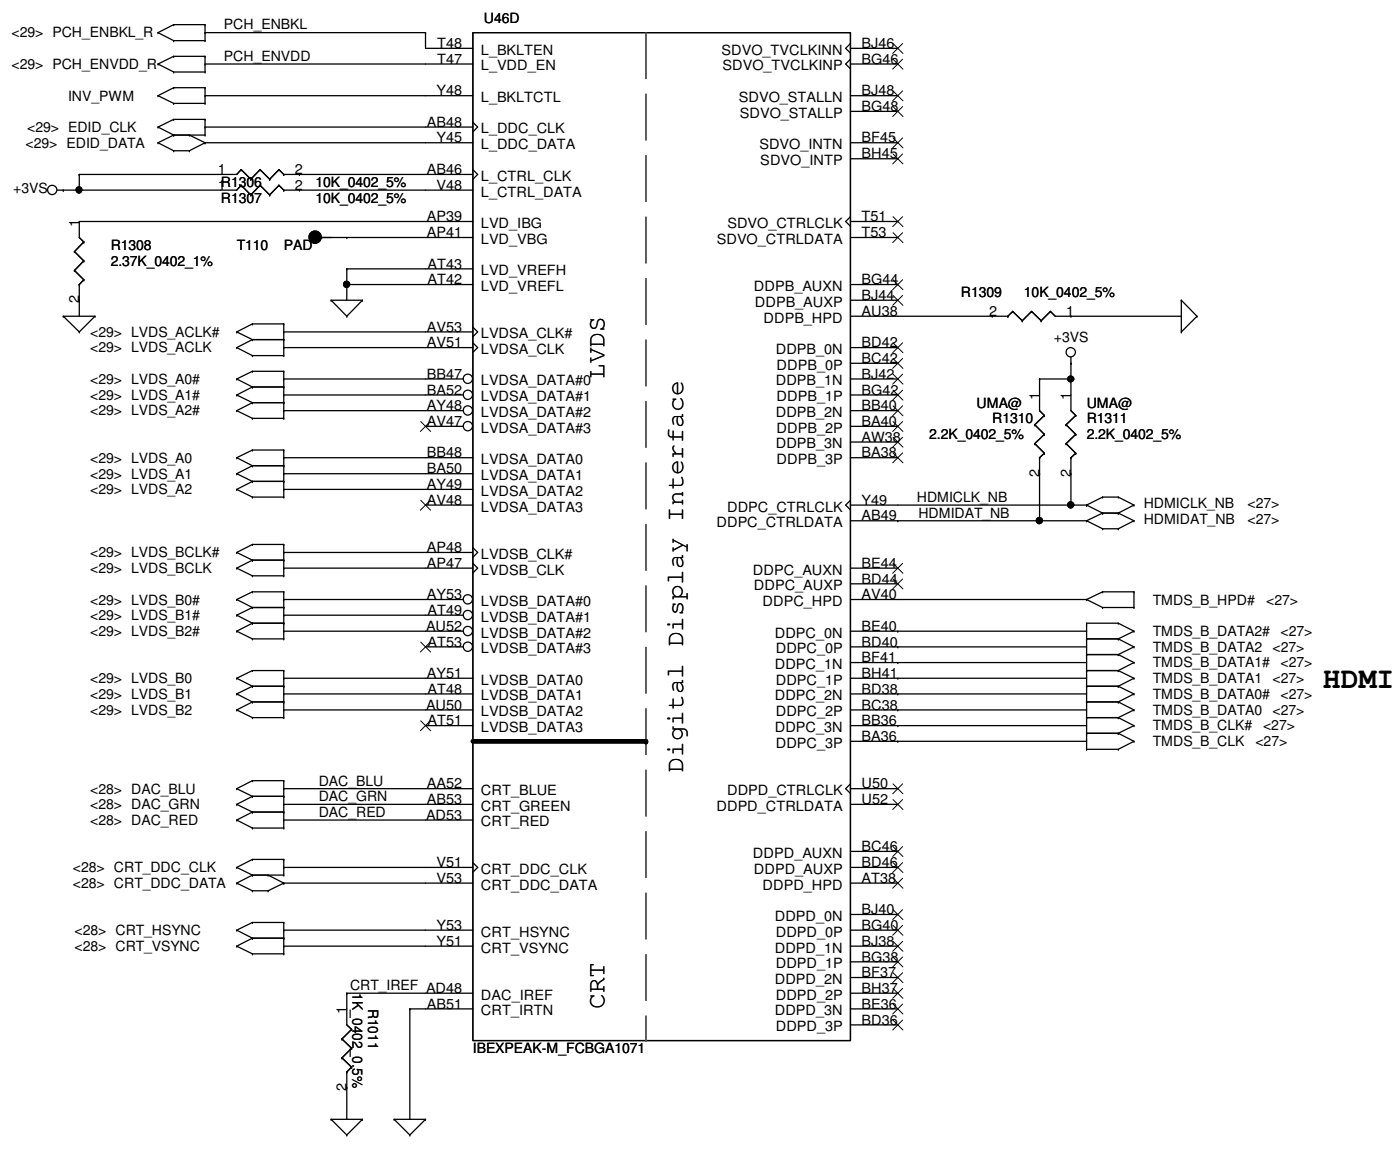 U46D
<29> PCH_ENBKL_R PCH_ENBKL T48 L_BKLTEN
<29> PCH_ENVDD_R PCH_ENVDD T47 L_VDD_EN
INV_PWM Y48 L_BKLTCTL
<29> EDID_CLK AB48 L_DDC_CLK
<29> EDID_DATA Y45 L_DDC_DATA
+3VS 1 R1306 2 10K_0402_5% AB46 L_CTRL_CLK
1 R1307 2 10K_0402_5% V48 L_CTRL_DATA
AP39 LVD_IBG
1 R1308 2.37K_0402_1% 2
T110 PAD AP41 LVD_VBG
AT43 LVD_VREFH
AT42 LVD_VREFL
<29> LVDS_ACLK# AV53 LVDSA_CLK#
<29> LVDS_ACLK AV51 LVDSA_CLK
<29> LVDS_A0# BB47 LVDSA_DATA#0
<29> LVDS_A1# BA52 LVDSA_DATA#1
<29> LVDS_A2# AY48 LVDSA_DATA#2
AV47 LVDSA_DATA#3
<29> LVDS_A0 BB48 LVDSA_DATA0
<29> LVDS_A1 BA50 LVDSA_DATA1
<29> LVDS_A2 AY49 LVDSA_DATA2
AV48 LVDSA_DATA3
<29> LVDS_BCLK# AP48 LVDSB_CLK#
<29> LVDS_BCLK AP47 LVDSB_CLK
<29> LVDS_B0# AY53 LVDSB_DATA#0
<29> LVDS_B1# AT49 LVDSB_DATA#1
<29> LVDS_B2# AU52 LVDSB_DATA#2
AT53 LVDSB_DATA#3
<29> LVDS_B0 AY51 LVDSB_DATA0
<29> LVDS_B1 AT48 LVDSB_DATA1
<29> LVDS_B2 AU50 LVDSB_DATA2
AT51 LVDSB_DATA3
LVDS
<28> DAC_BLU DAC_BLU AA52 CRT_BLUE
<28> DAC_GRN DAC_GRN AB53 CRT_GREEN
<28> DAC_RED DAC_RED AD53 CRT_RED
<28> CRT_DDC_CLK V51 CRT_DDC_CLK
<28> CRT_DDC_DATA V53 CRT_DDC_DATA
<28> CRT_HSYNC Y53 CRT_HSYNC
<28> CRT_VSYNC Y51 CRT_VSYNC
CRT_IREF AD48 DAC_IREF
AB51 CRT_IRTN
1 R1011 1K_0402_0.5% 2
CRT
IBEXPEAK-M_FCBGA1071
Digital Display Interface
SDVO_TVCLKINN BJ46
SDVO_TVCLKINP BG46
SDVO_STALLN BJ48
SDVO_STALLP BG48
SDVO_INTN BF45
SDVO_INTP BH45
SDVO_CTRLCLK T51
SDVO_CTRLDATA T53
DDPB_AUXN BG44
DDPB_AUXP BJ44
DDPB_HPD AU38 2 R1309 10K_0402_5% 1
+3VS
DDPB_0N BD42
DDPB_0P BC42
DDPB_1N BJ42
DDPB_1P BG42
DDPB_2N BB40
DDPB_2P BA40
DDPB_3N AW38
DDPB_3P BA38
1 UMA@ R1310 2.2K_0402_5% 2
1 UMA@ R1311 2.2K_0402_5% 2
DDPC_CTRLCLK Y49 HDMICLK_NB HDMICLK_NB <27>
DDPC_CTRLDATA AB49 HDMIDAT_NB HDMIDAT_NB <27>
DDPC_AUXN BE44
DDPC_AUXP BD44
DDPC_HPD AV40 TMDS_B_HPD# <27>
DDPC_0N BE40 TMDS_B_DATA2# <27>
DDPC_0P BD40 TMDS_B_DATA2 <27>
DDPC_1N BF41 TMDS_B_DATA1# <27>
DDPC_1P BH41 TMDS_B_DATA1 <27>
DDPC_2N BD38 TMDS_B_DATA0# <27>
DDPC_2P BC38 TMDS_B_DATA0 <27>
DDPC_3N BB36 TMDS_B_CLK# <27>
DDPC_3P BA36 TMDS_B_CLK <27>
HDMI
DDPD_CTRLCLK U50
DDPD_CTRLDATA U52
DDPD_AUXN BC46
DDPD_AUXP BD46
DDPD_HPD AT38
DDPD_0N BJ40
DDPD_0P BG40
DDPD_1N BJ38
DDPD_1P BG38
DDPD_2N BF37
DDPD_2P BH37
DDPD_3N BE36
DDPD_3P BD36